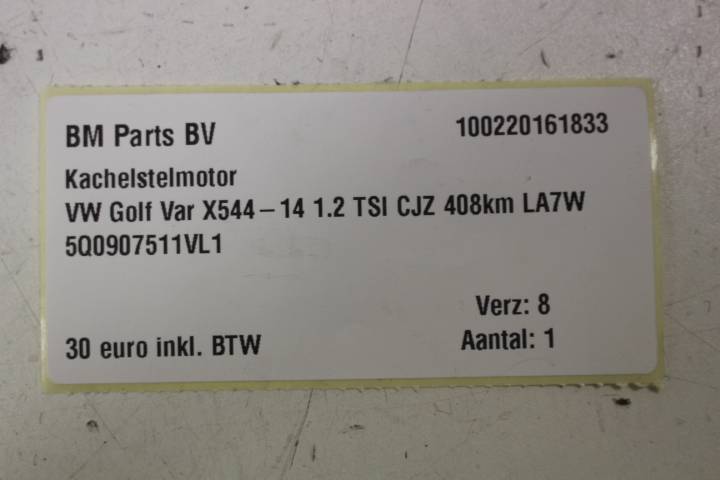 BM Parts BV 100220161833
Kachelstelmotor
VW Golf Var X544-14 1.2 TSI CJZ 408km LA7W
5Q0907511VL1
Verz: 8
30 euro inkl. BTW Aantal: 1